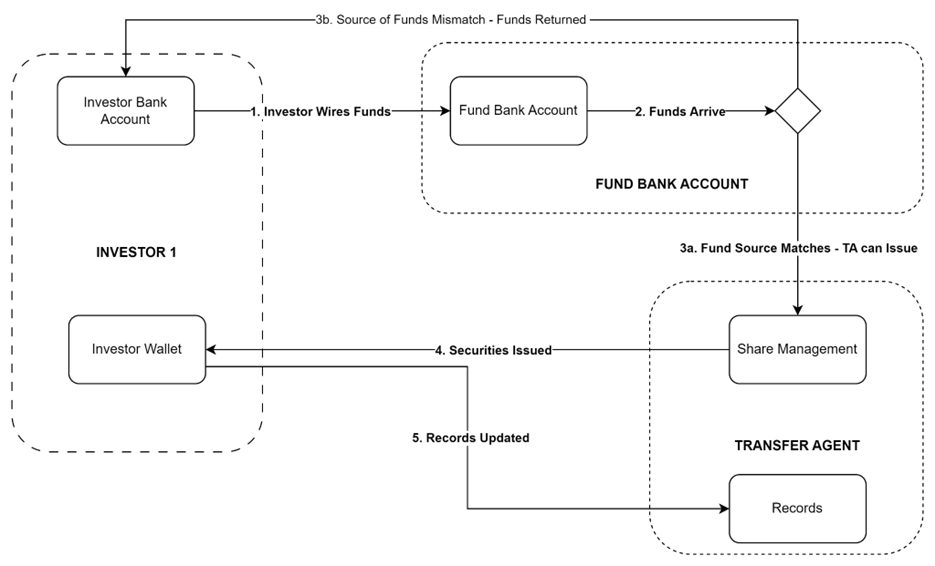 3b. Source of Funds Mismatch - Funds Returned
Investor Bank
Account
1. Investor Wires Funds
Fund Bank Account
2. Funds Arrive
FUND BANK ACCOUNT
INVESTOR 1
3a. Fund Source Matches - TA can Issue
Investor Wallet
4. Securities Issued
Share Management
5. Records Updated
TRANSFER AGENT
Records